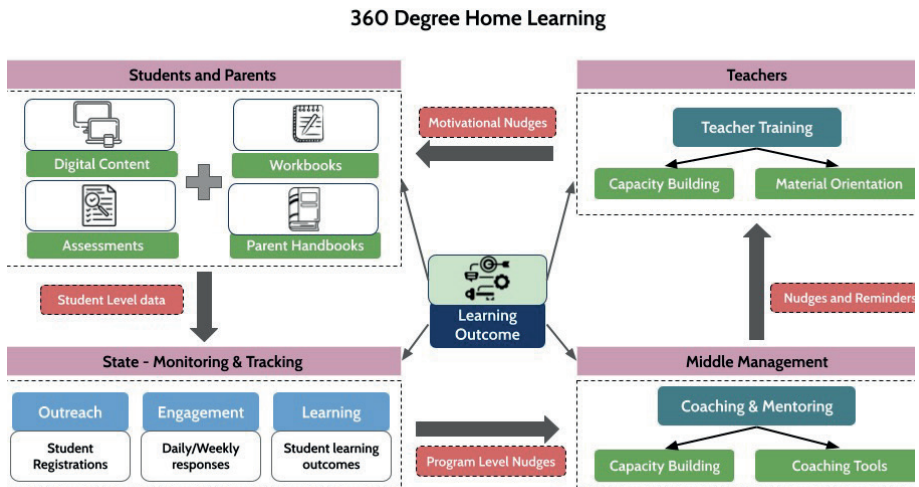 360 Degree Home Learning
Students and Parents
Digital Content
Workbooks
Assessments
Parent Handbooks
Motivational Nudges
Teachers
Teacher Training
Capacity Building
Material Orientation
Student Level data
Learning
Outcome
Nudges and Reminders
State - Monitoring & Tracking
Outreach
Engagement
Learning
Student
Registrations
Daily/Weekly
responses
Student learning
outcomes
Program Level Nudges
Middle Management
Coaching & Mentoring
Capacity Building
Coaching Tools